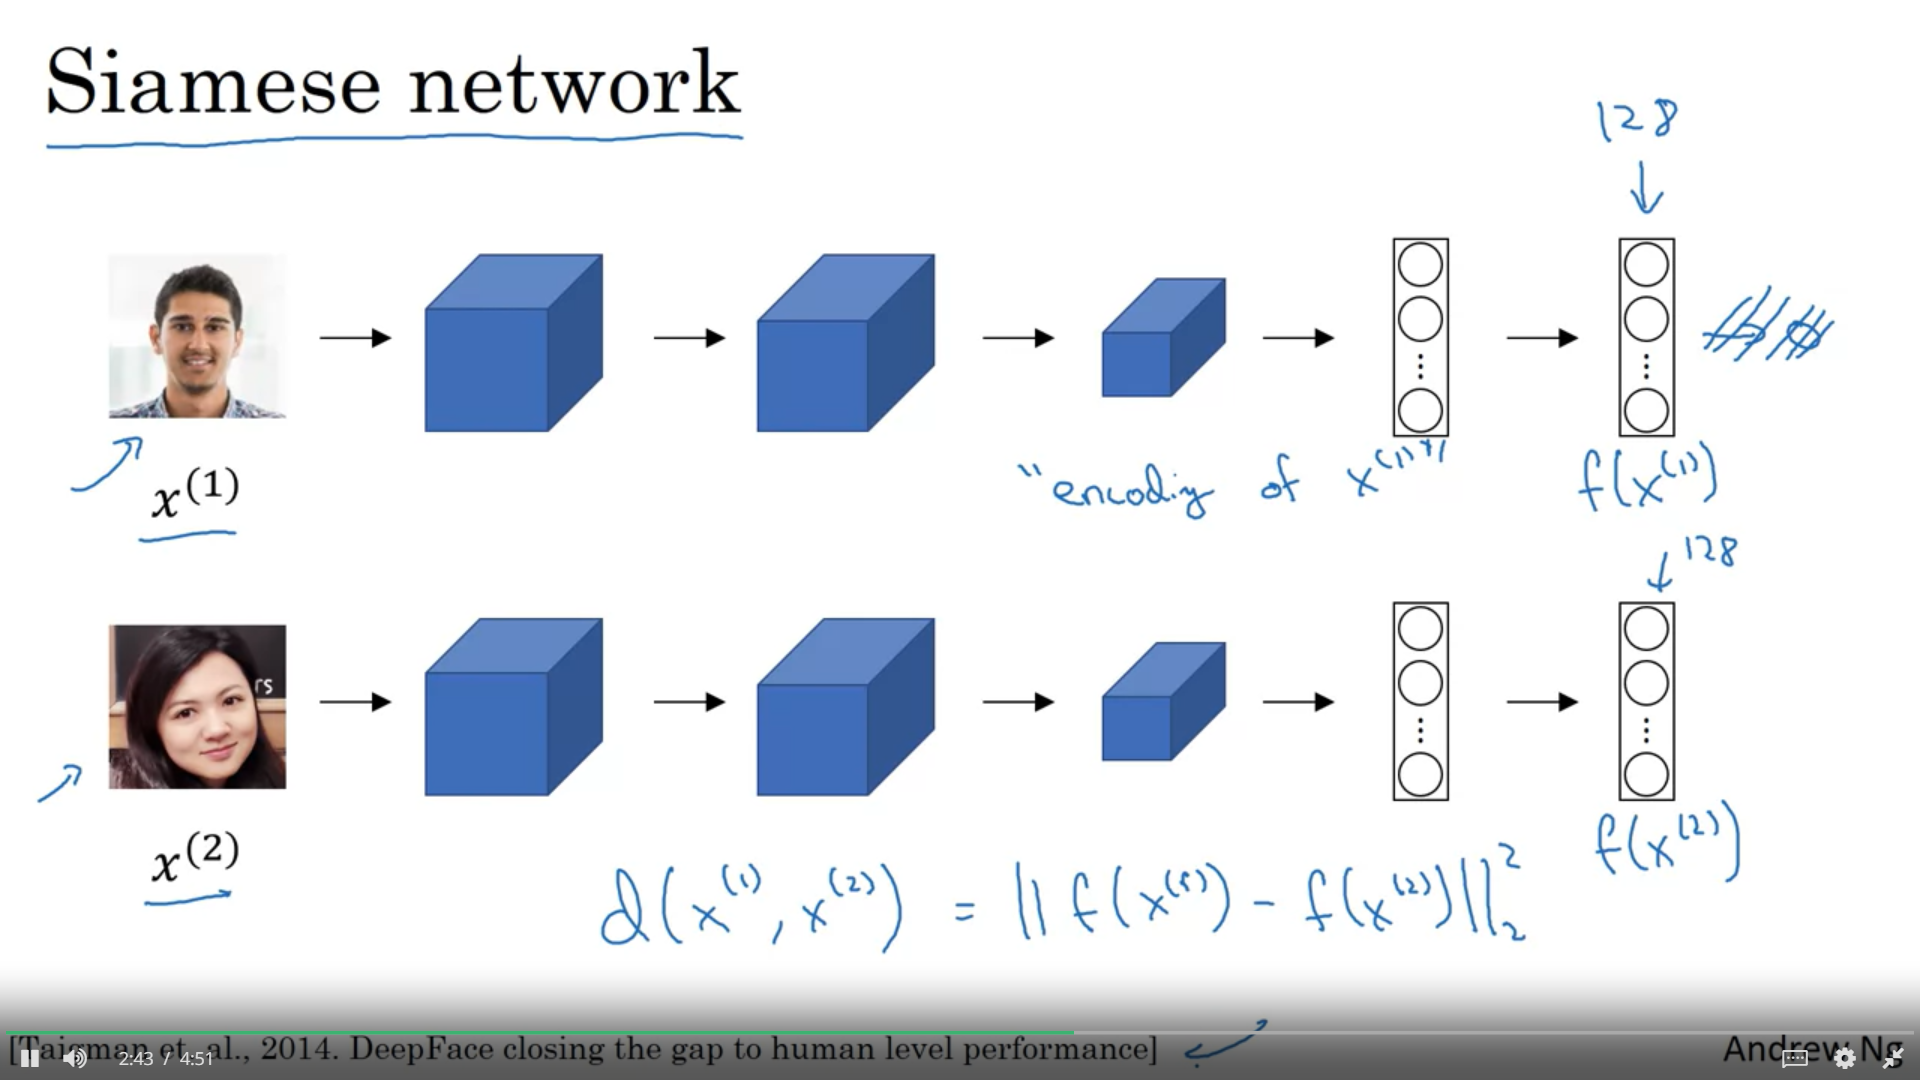 Siamese network
128
x^(1)
"encoding of x^(1)"
f(x^(1))
128
rs
x^(2)
f(x^(2))
d(x^(1), x^(2)) = || f(x^(1)) - f(x^(2)) ||_2^2
[Taigman et. al., 2014. DeepFace closing the gap to human level performance]
Andrew Ng
2:43 / 4:51